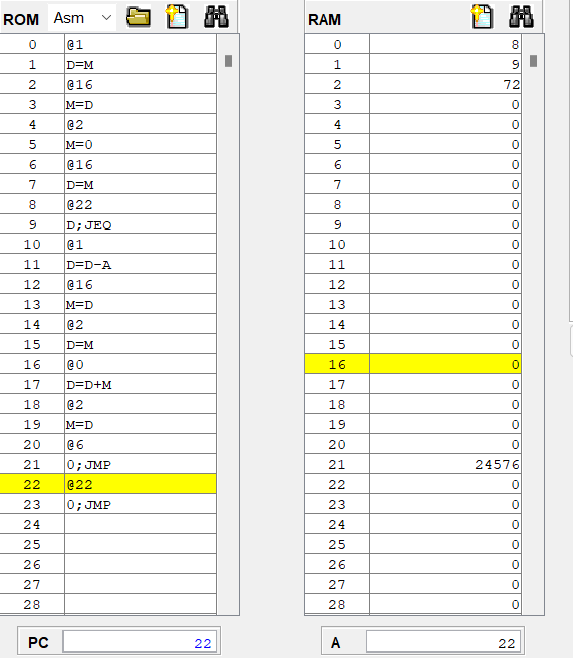 ROM Asm RAM
0 @1 0 8
1 D=M 1 9
2 @16 2 72
3 M=D 3 0
4 @2 4 0
5 M=0 5 0
6 @16 6 0
7 D=M 7 0
8 @22 8 0
9 D;JEQ 9 0
10 @1 10 0
11 D=D-A 11 0
12 @16 12 0
13 M=D 13 0
14 @2 14 0
15 D=M 15 0
16 @0 16 0
17 D=D+M 17 0
18 @2 18 0
19 M=D 19 0
20 @6 20 0
21 0;JMP 21 24576
22 @22 22 0
23 0;JMP 23 0
24 24 0
25 25 0
26 26 0
27 27 0
28 28 0
PC 22 A 22